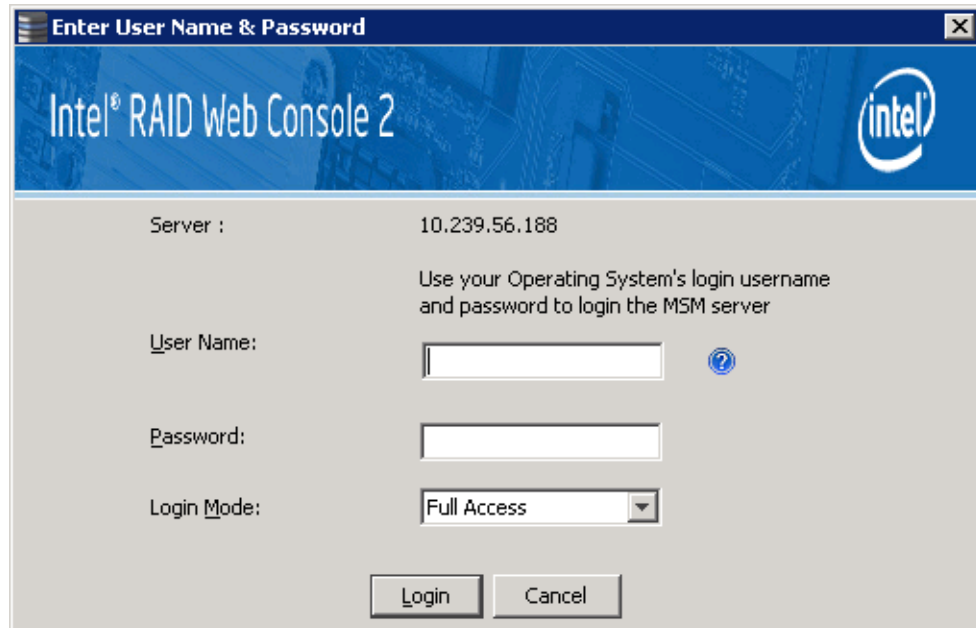 Enter User Name & Password
Intel® RAID Web Console 2
intel
Server : 10.239.56.188
Use your Operating System's login username
and password to login the MSM server
User Name:
?
Password:
Login Mode: Full Access
Login Cancel